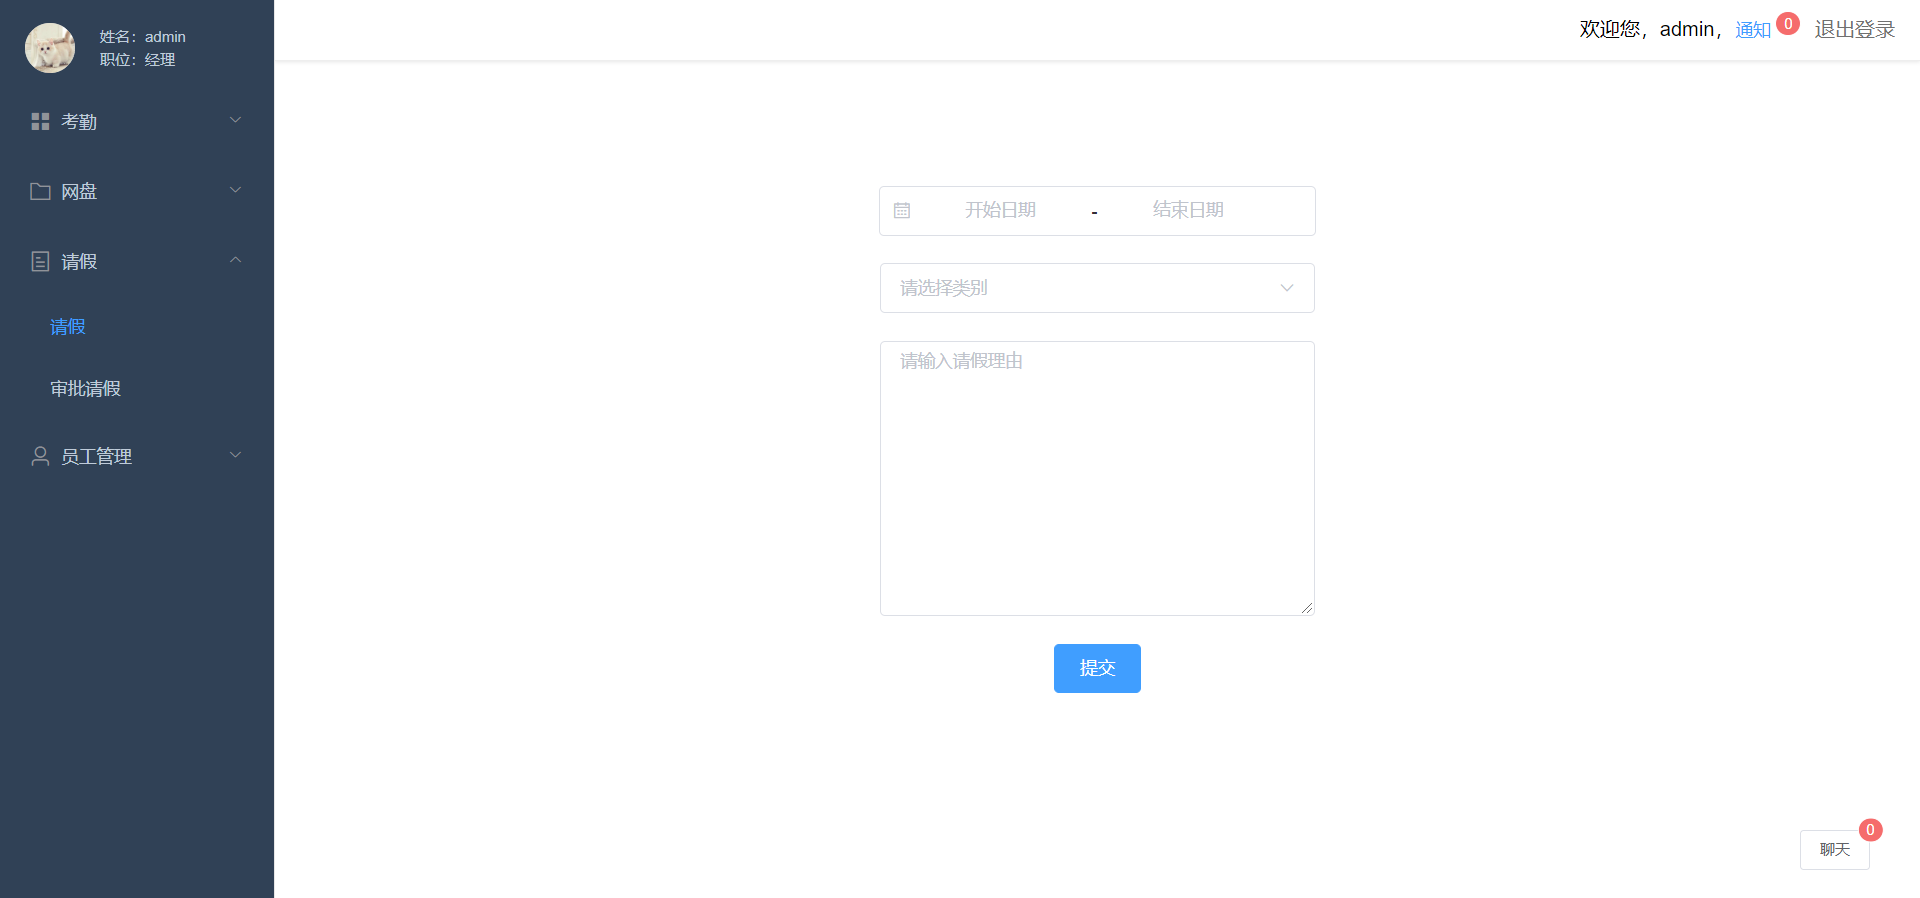 姓名：admin
职位：经理
欢迎您，admin， 通知 0 退出登录
考勤
网盘
请假
请假
审批请假
员工管理
开始日期 - 结束日期
请选择类别
请输入请假理由
提交
聊天 0